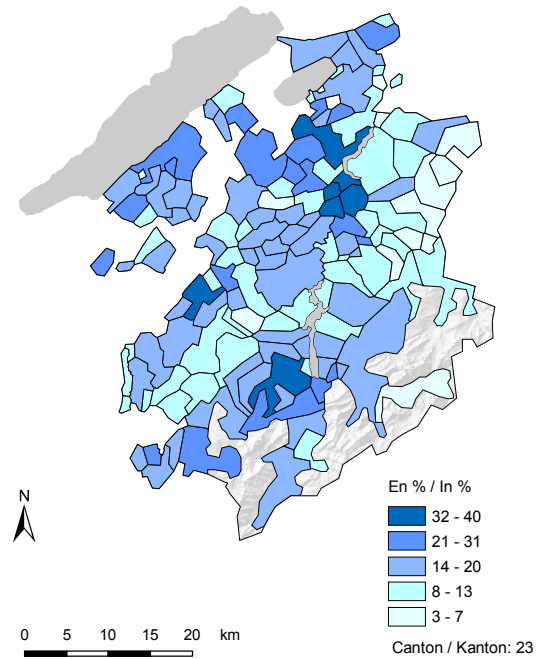 N
En % / In %
32 - 40
21 - 31
14 - 20
8 - 13
3 - 7
0 5 10 15 20 km
Canton / Kanton: 23